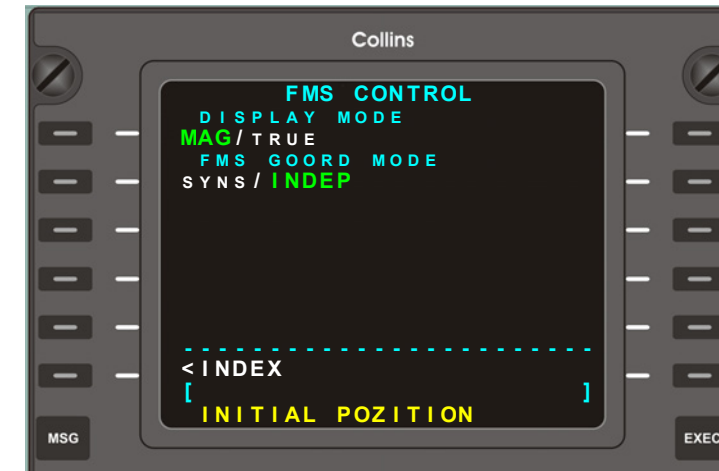 Collins
FMS CONTROL
DISPLAY MODE
MAG/TRUE
FMS GOORD MODE
SYNS/INDEP
------------------------
<INDEX
[ ]
INITIAL POZITION
MSG
EXEC